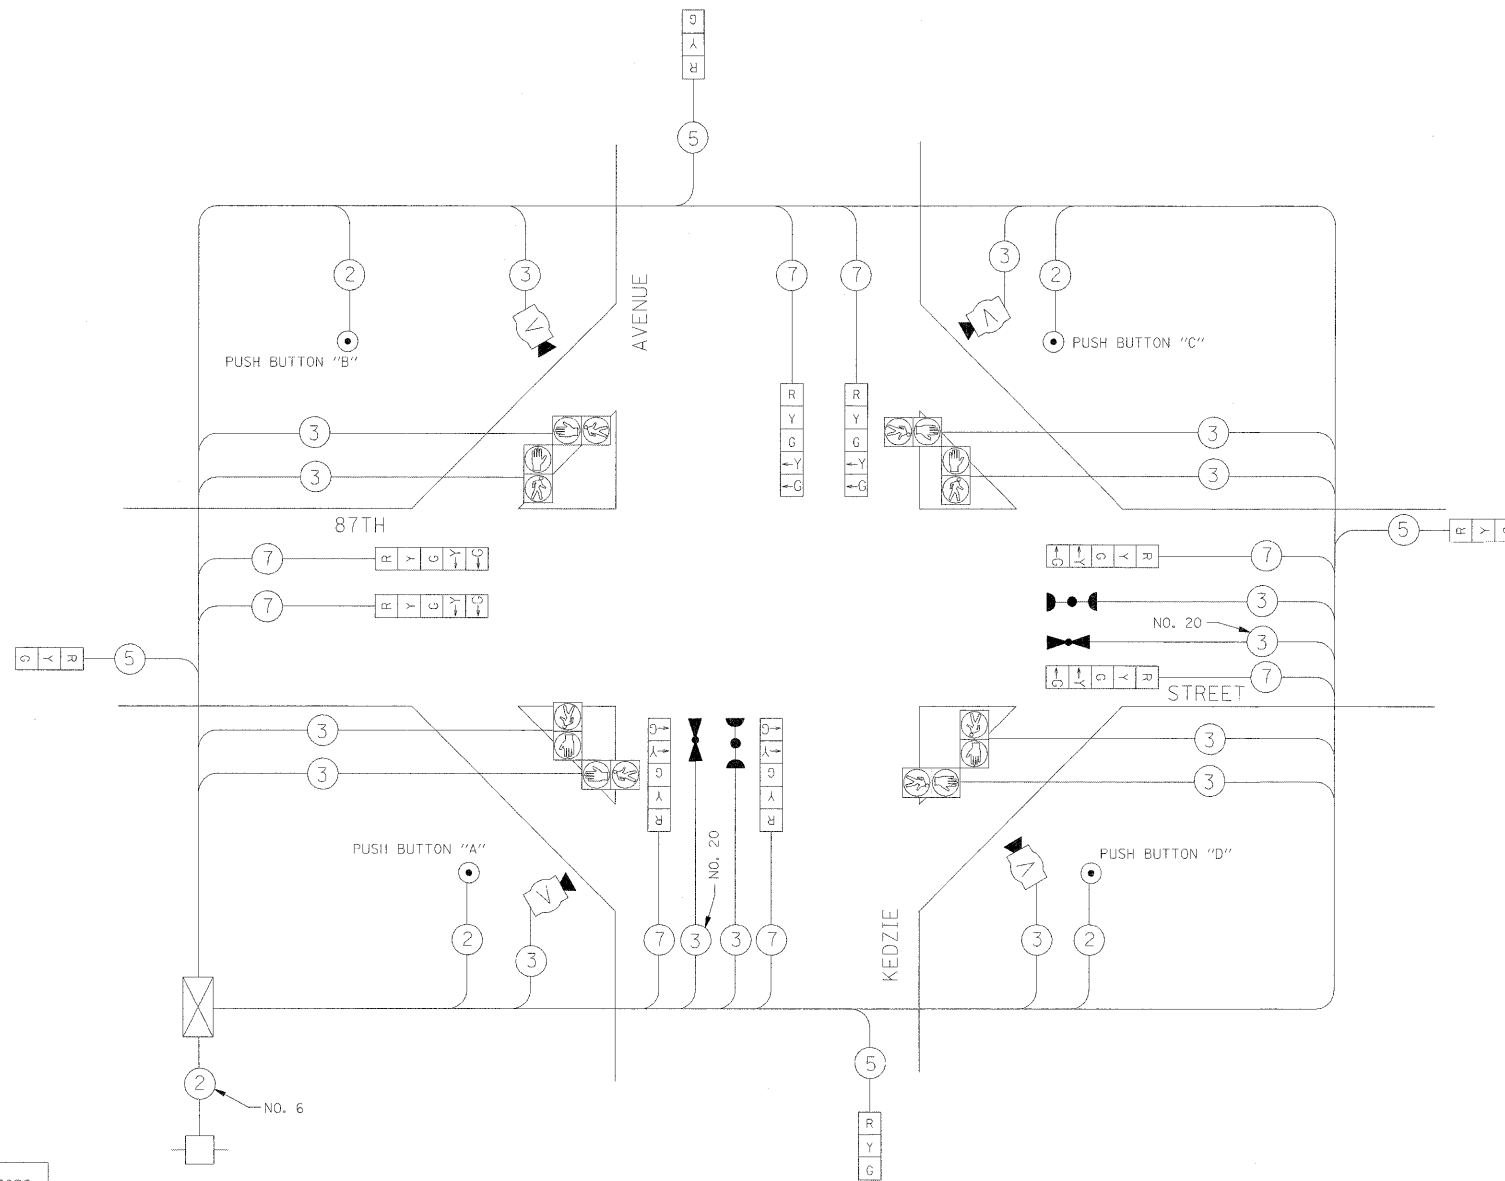 G
Y
R
5
2
3
7
7
3
2
AVENUE
PUSH BUTTON "B"
PUSH BUTTON "C"
3
3
3
3
R
Y
G
←Y
←G
R
Y
G
←Y
←G
87TH
5
R Y G
7
R Y G ←Y ←G
←G ←Y G Y R
7
3
NO. 20
3
7
R Y G ←Y ←G
G Y R
5
←G ←Y G Y R
7
STREET
3
3
3
3
←G
←Y
G
Y
R
←G
←Y
G
Y
R
NO. 20
PUSH BUTTON "A"
PUSH BUTTON "D"
2
3
7
3
3
7
KEDZIE
3
2
5
R
Y
G
2
NO. 6